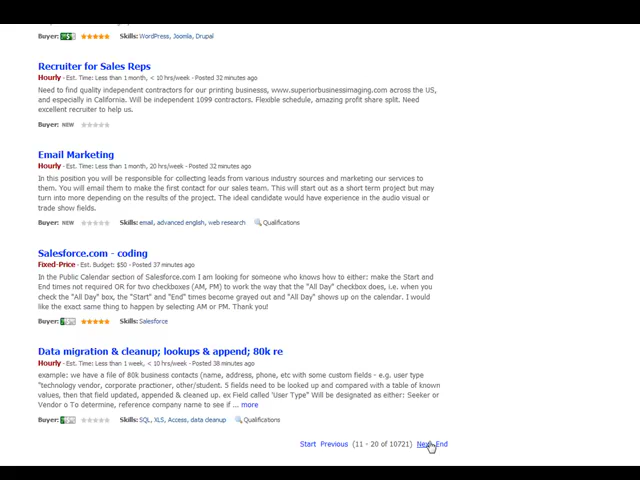 Buyer: Skills: WordPress, Joomla, Drupal
Recruiter for Sales Reps
Hourly - Est. Time: Less than 1 month, < 10 hrs/week - Posted 32 minutes ago
Need to find quality independent contractors for our printing businesss, www.superiorbusinessimaging.com across the US,
and especially in California. Will be independent 1099 contractors. Flexible schedule, amazing profit share split. Need
excellent recruiter to help us.
Buyer: NEW
Email Marketing
Hourly - Est. Time: Less than 1 month, 20 hrs/week - Posted 32 minutes ago
In this position you will be responsible for collecting leads from various industry sources and marketing our services to
them. You will email them to make the first contact for our sales team. This will start out as a short term project but may
turn into more depending on the results of the project. The ideal candidate would have experience in the audio visual or
trade show fields.
Buyer: NEW Skills: email, advanced english, web research Qualifications
Salesforce.com - coding
Fixed-Price - Est. Budget: $50 - Posted 37 minutes ago
In the Public Calendar section of Salesforce.com I am looking for someone who knows how to either: make the Start and
End times not required OR for two checkboxes (AM, PM) to work the way that the "All Day" checkbox does, i.e. when you
check the "All Day" box, the "Start" and "End" times become grayed out and "All Day" shows up on the calendar. I would
like the exact same thing to happen by selecting AM or PM. Thank you!
Buyer: Skills: Salesforce
Data migration & cleanup; lookups & append; 80k re
Hourly - Est. Time: Less than 1 week, < 10 hrs/week - Posted 38 minutes ago
example: we have a file of 80k business contacts (name, address, phone, etc with some custom fields - e.g. user type
"technology vendor, corporate practioner, other/student. 5 fields need to be looked up and compared with a table of known
values, then that field updated, appended & cleaned up. ex Field called 'User Type" Will be designated as either: Seeker or
Vendor o To determine, reference company name to see if ... more
Buyer: Skills: SQL, XLS, Access, data cleanup Qualifications
Start Previous (11 - 20 of 10721) Next End